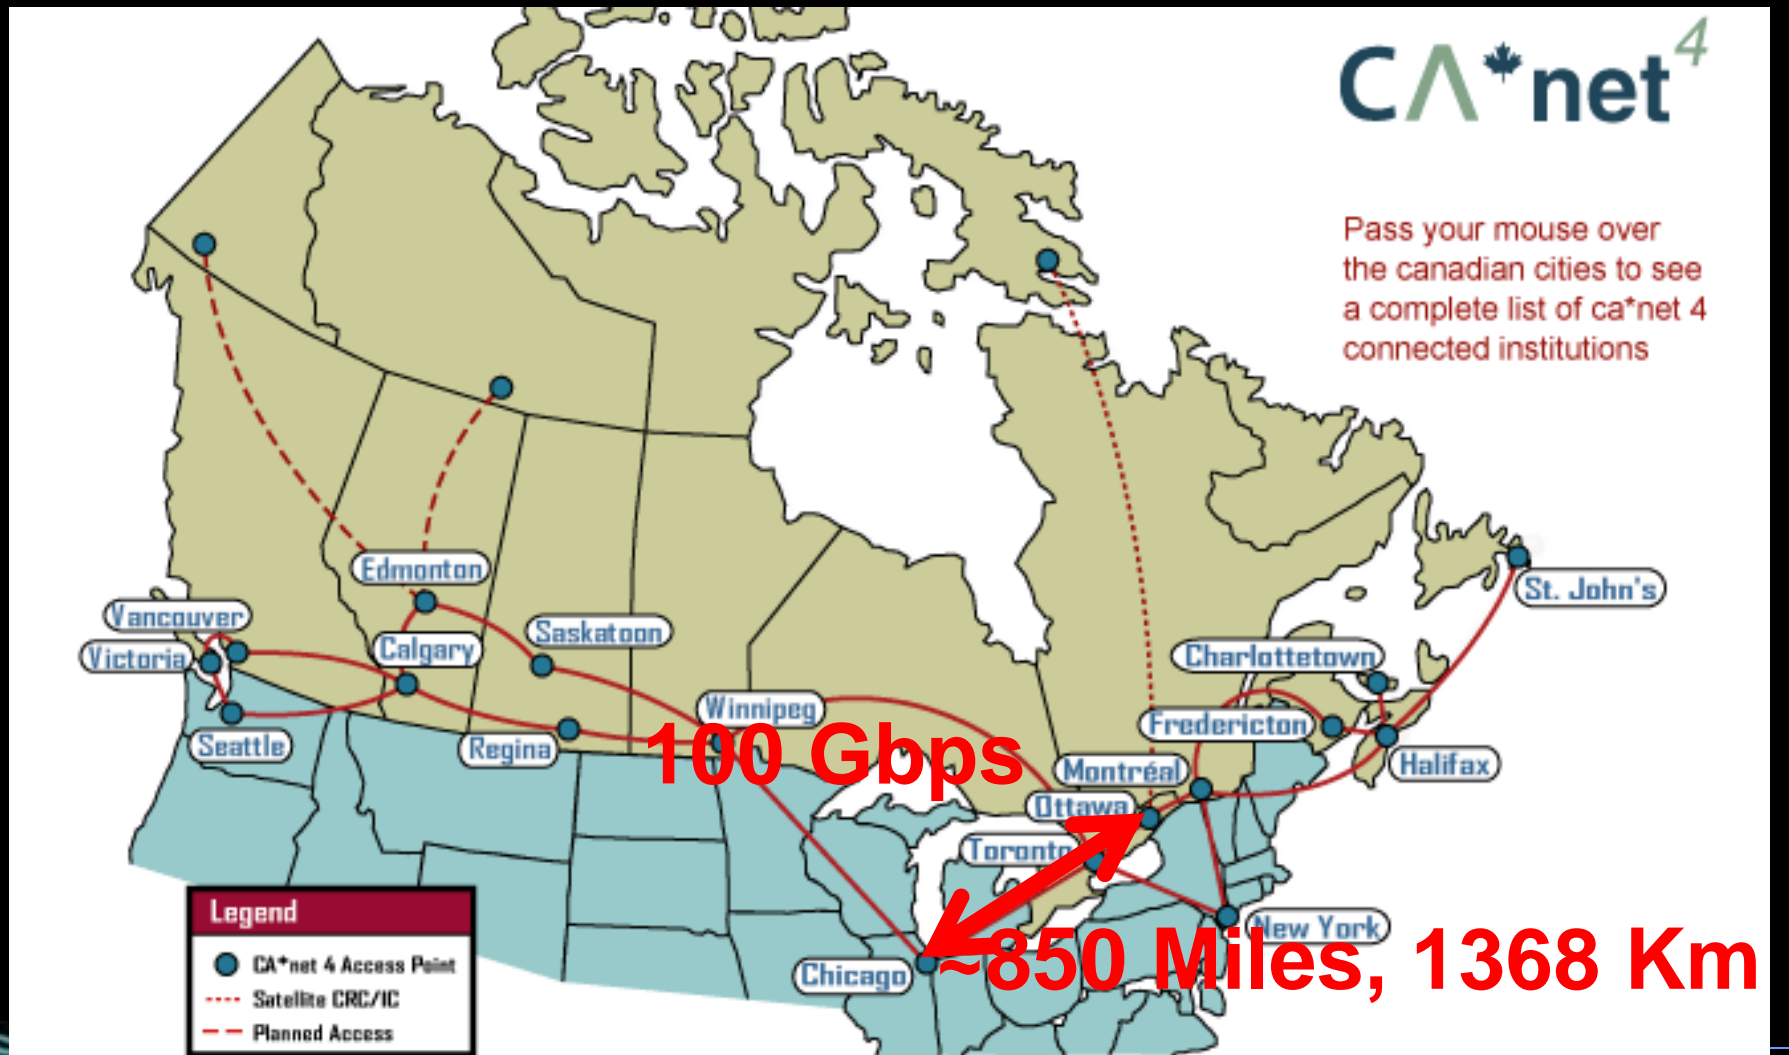 CA*net 4
Pass your mouse over
the canadian cities to see
a complete list of ca*net 4
connected institutions
Edmonton
Vancouver
Victoria
Calgary
Saskatoon
Seattle
Regina
Winnipeg
100 Gbps
St. John's
Charlottetown
Fredericton
Halifax
Montréal
Ottawa
Toronto
New York
Chicago
~850 Miles, 1368 Km
Legend
CA*net 4 Access Point
Satellite CRC/IC
Planned Access